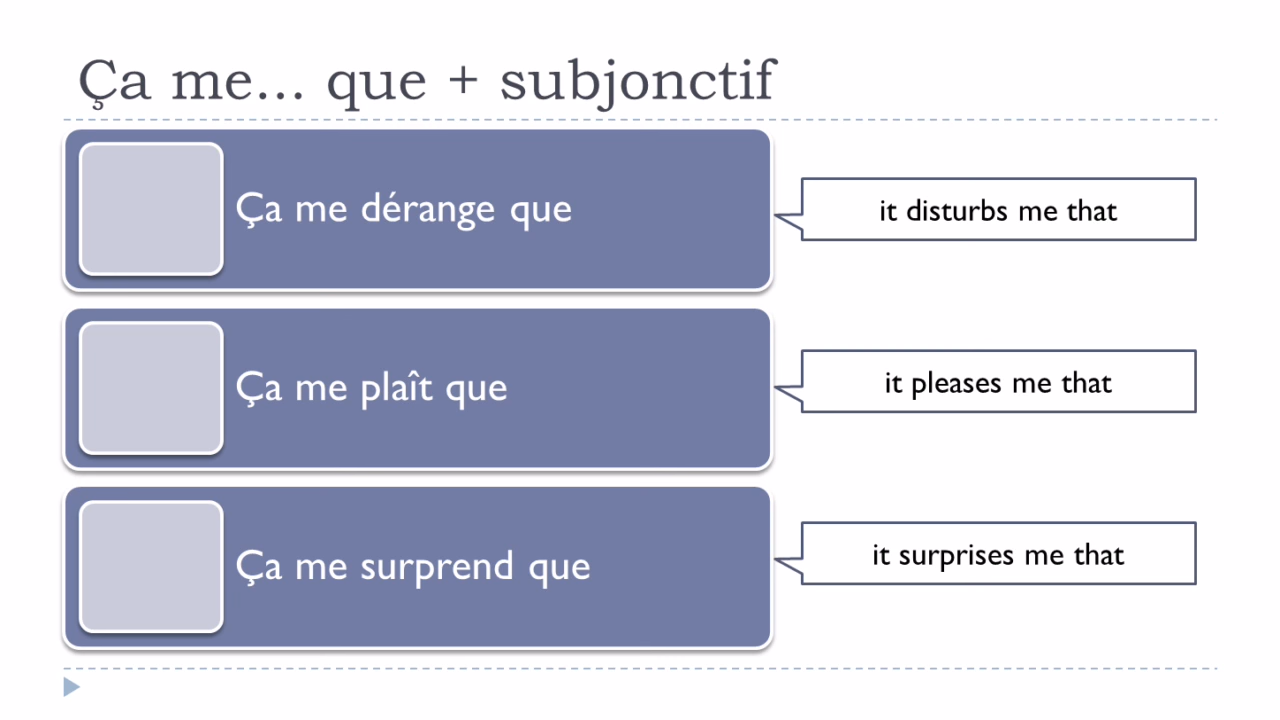 Ça me... que + subjonctif
Ça me dérange que
it disturbs me that
Ça me plaît que
it pleases me that
Ça me surprend que
it surprises me that